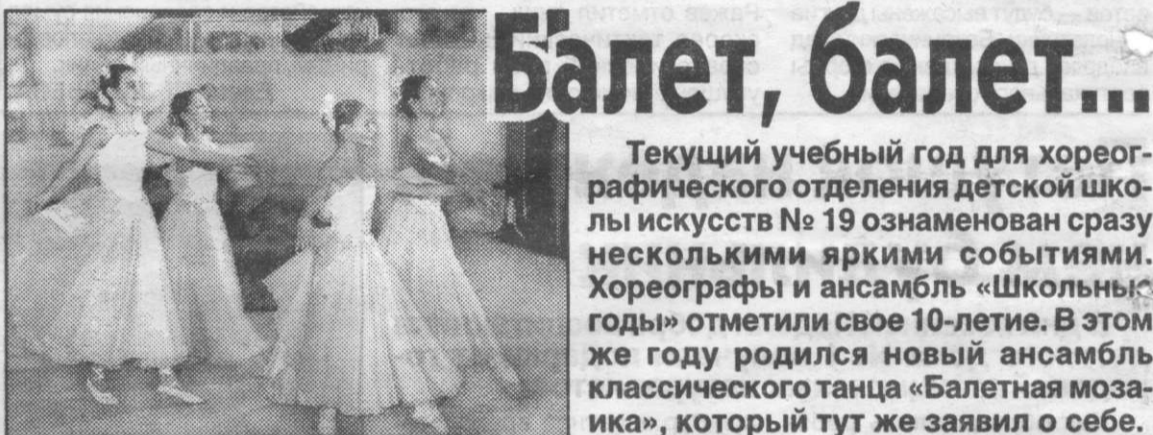 Балет, балет...
Текущий учебный год для хореог-
рафического отделения детской шко-
лы искусств № 19 ознаменован сразу
несколькими яркими событиями.
Хореографы и ансамбль «Школьные
годы» отметили свое 10-летие. В этом
же году родился новый ансамбль
классического танца «Балетная моза-
ика», который тут же заявил о себе.